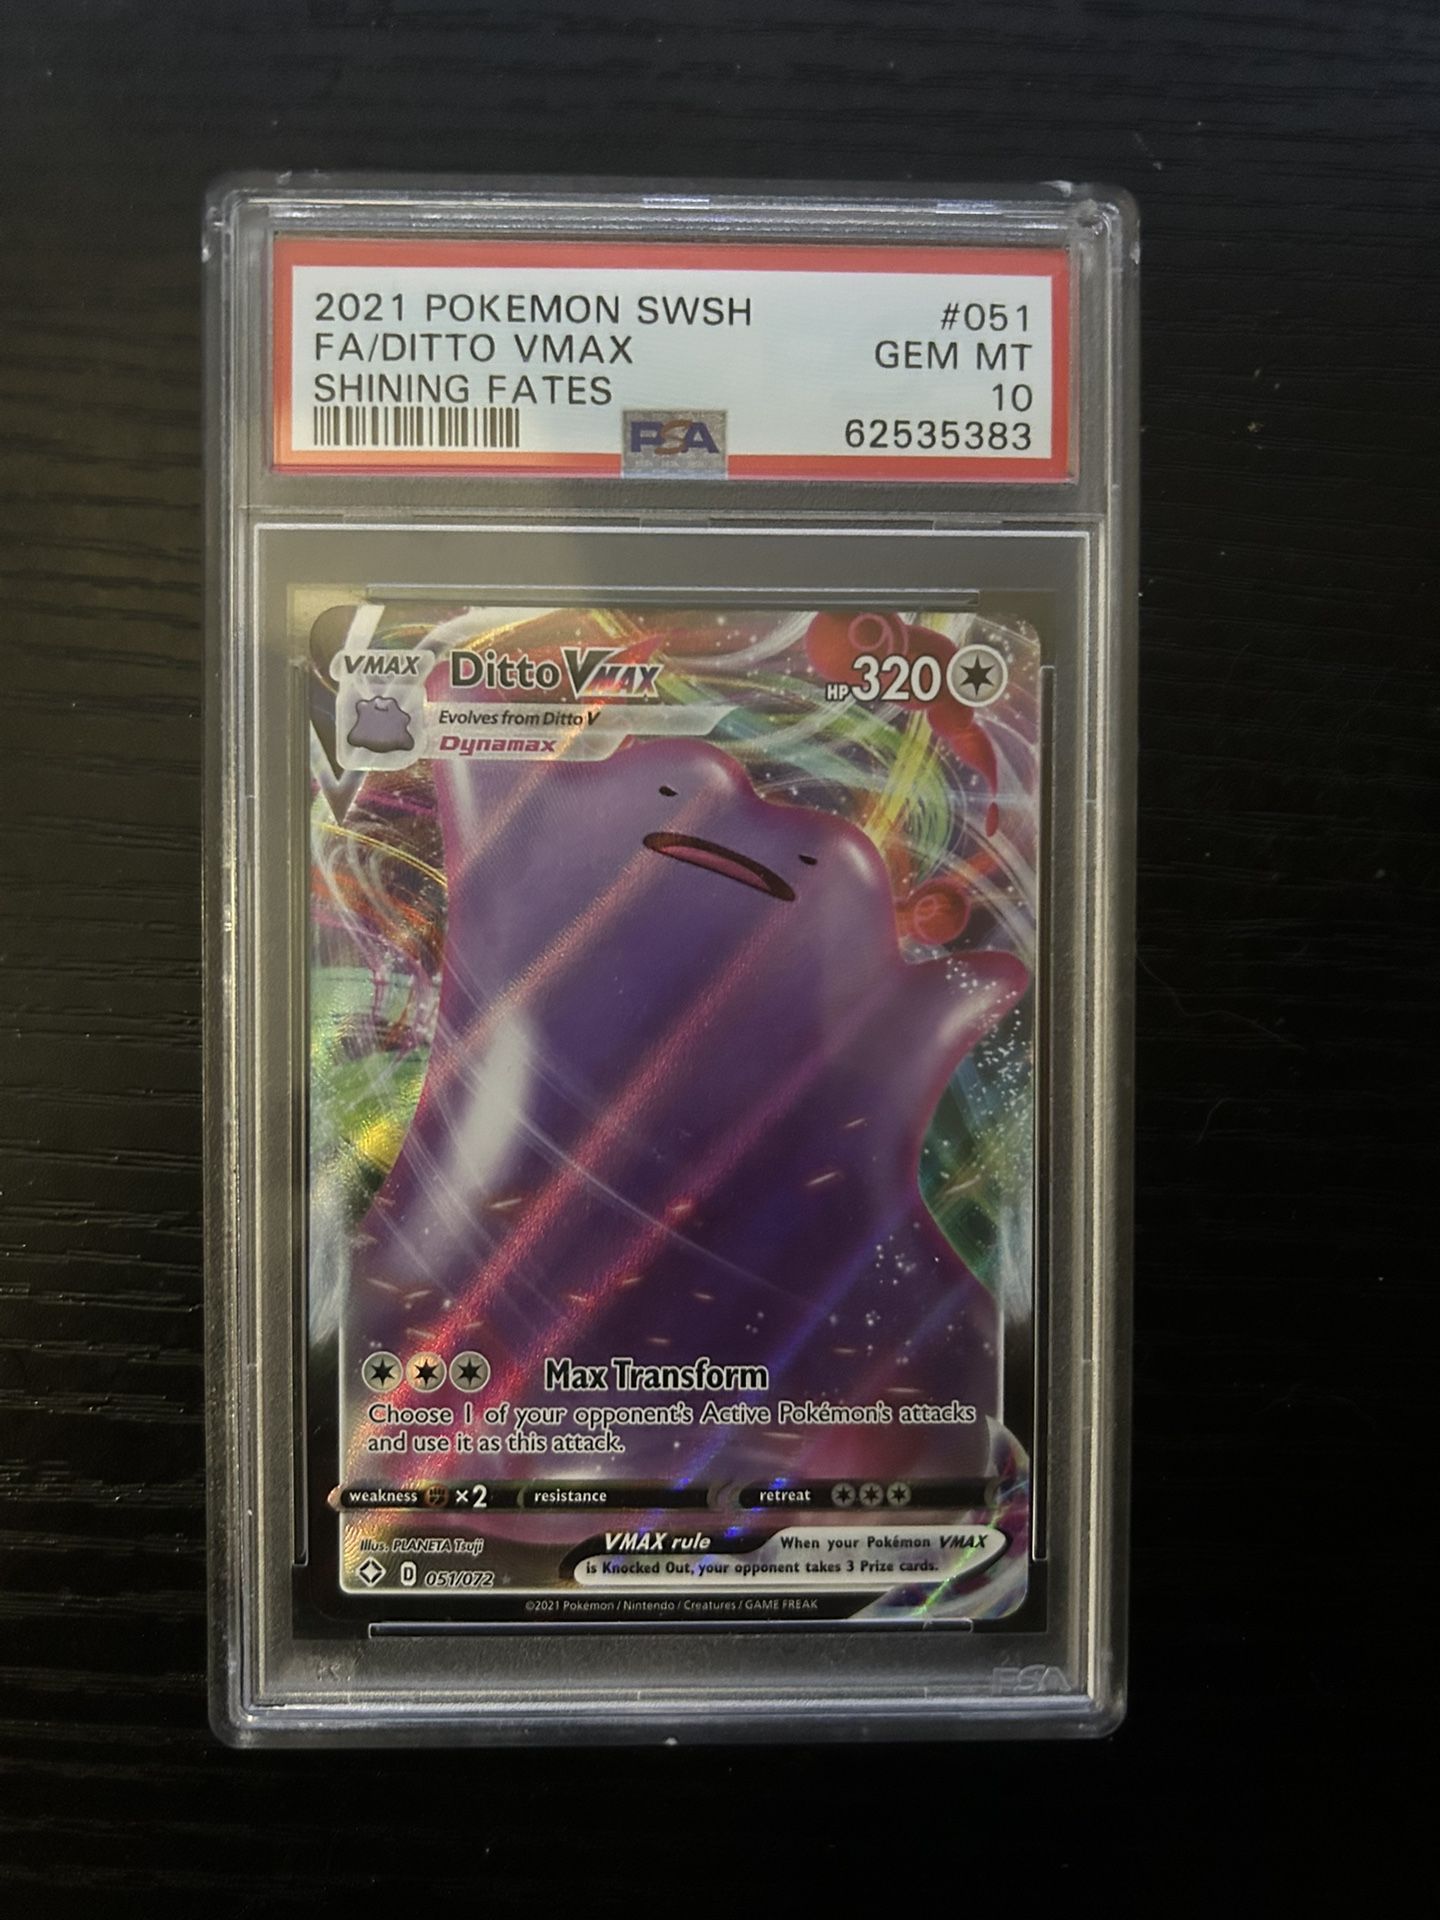 2021 POKEMON SWSH #051
FA/DITTO VMAX GEM MT
SHINING FATES 10
PSA 62535383
VMAX Ditto VMAX HP 320
Evolves from Ditto V
Dynamax
Max Transform
Choose 1 of your opponent's Active Pokémon's attacks
and use it as this attack.
weakness ×2 resistance retreat
Illus. PLANETA Tsuji VMAX rule When your Pokémon VMAX
is Knocked Out, your opponent takes 3 Prize cards.
D 051/072
©2021 Pokémon / Nintendo / Creatures / GAME FREAK
PSA